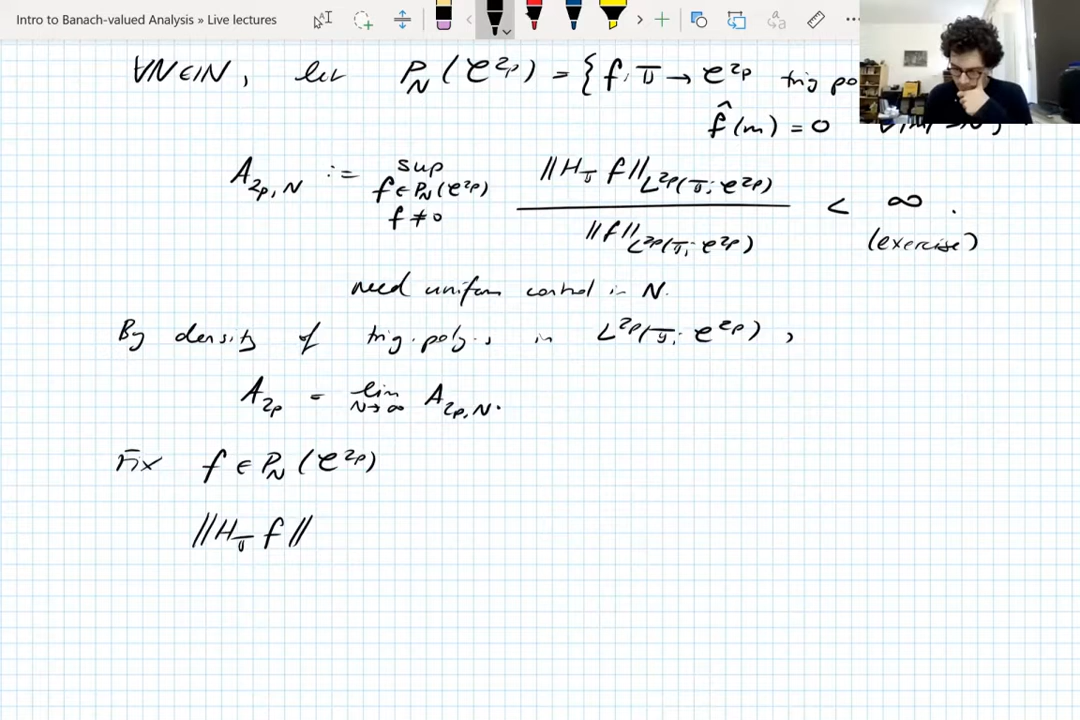 Intro to Banach-valued Analysis » Live lectures
∀N∈ℕ, let P_N(C^{2p}) = {f: 𝕋 → C^{2p} trig po
f̂(m) = 0
A_{2p,N} := sup_{f∈P_N(C^{2p}), f≠0} ‖H_𝕋 f‖_{L^{2p}(𝕋; C^{2p})} / ‖f‖_{L^{2p}(𝕋; C^{2p})} < ∞.
(exercise)
need uniform control in N.
By density of trig. polys in L^{2p}(𝕋; C^{2p}),
A_{2p} = lim_{N→∞} A_{2p,N}.
Fix f ∈ P_N(C^{2p})
‖H_𝕋 f‖